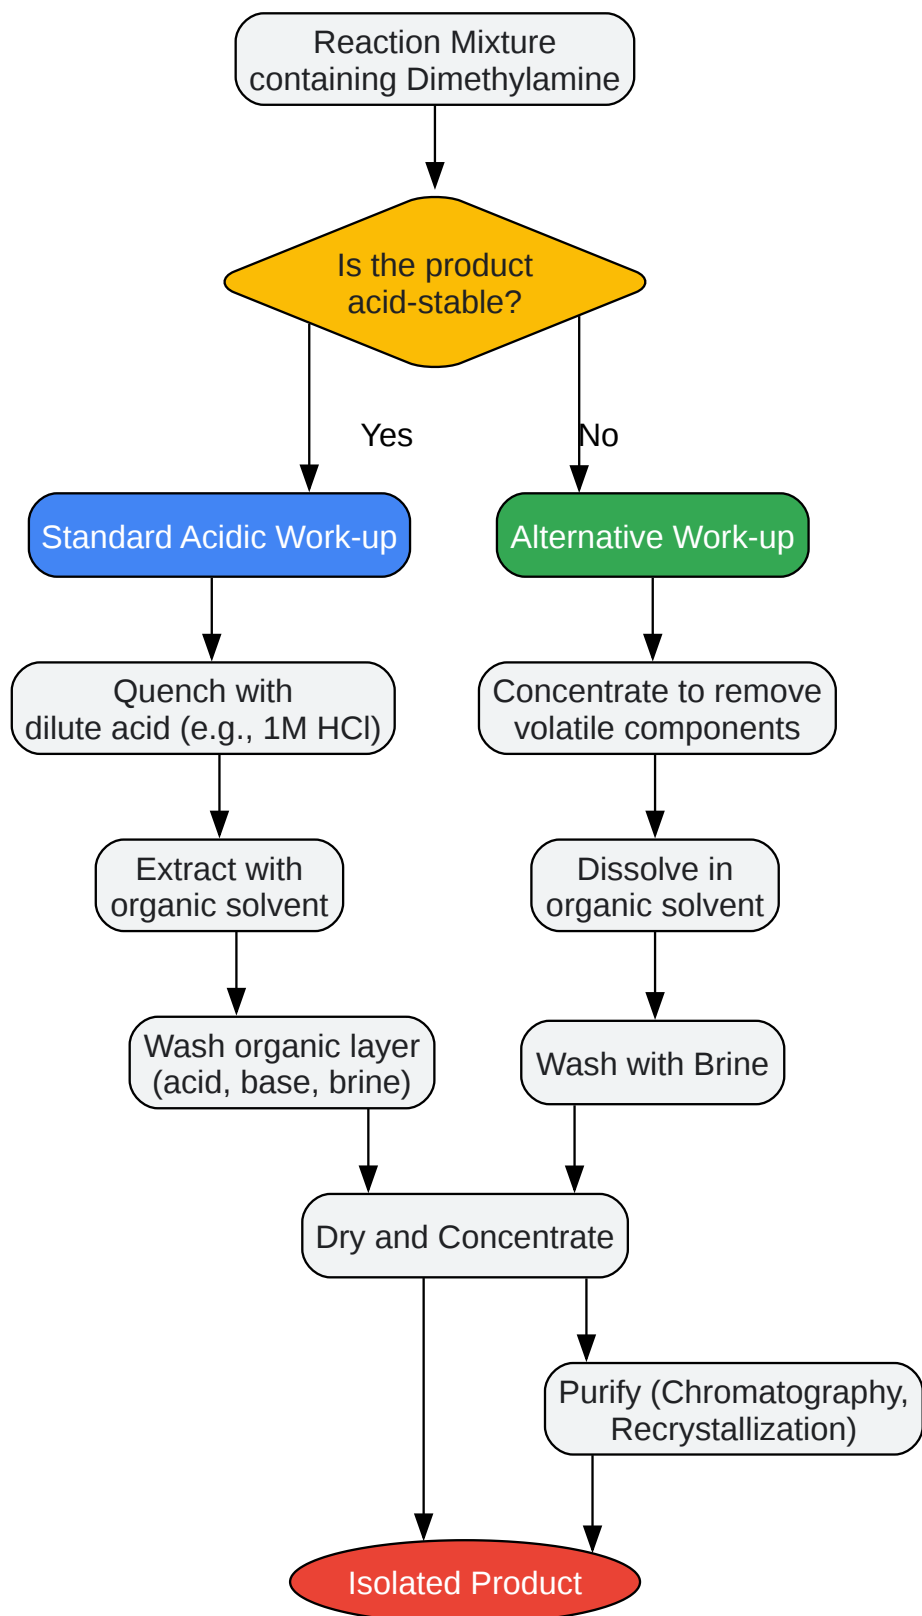 Reaction Mixture
containing Dimethylamine
Is the product
acid-stable?
Yes
No
Standard Acidic Work-up
Alternative Work-up
Quench with
dilute acid (e.g., 1M HCl)
Concentrate to remove
volatile components
Extract with
organic solvent
Dissolve in
organic solvent
Wash organic layer
(acid, base, brine)
Wash with Brine
Dry and Concentrate
Purify (Chromatography,
Recrystallization)
Isolated Product